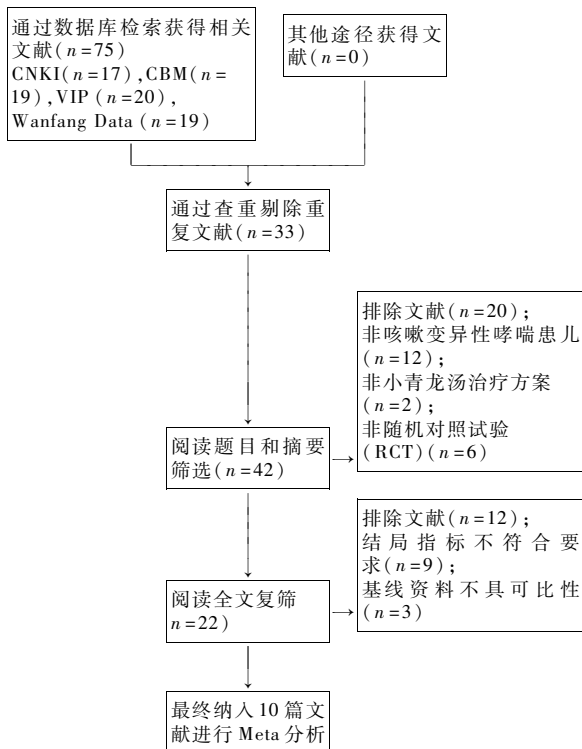 通过数据库检索获得相关
文献(n=75)
CNKI(n=17),CBM(n=
19),VIP(n=20),
Wanfang Data(n=19)
其他途径获得文
献(n=0)
通过查重剔除重
复文献(n=33)
排除文献(n=20);
非咳嗽变异性哮喘患儿
(n=12);
非小青龙汤治疗方案
(n=2);
非随机对照试验
(RCT)(n=6)
阅读题目和摘要
筛选(n=42)
排除文献(n=12);
结局指标不符合要
求(n=9);
基线资料不具可比性
(n=3)
阅读全文复筛
n=22)
最终纳入10篇文
献进行Meta分析